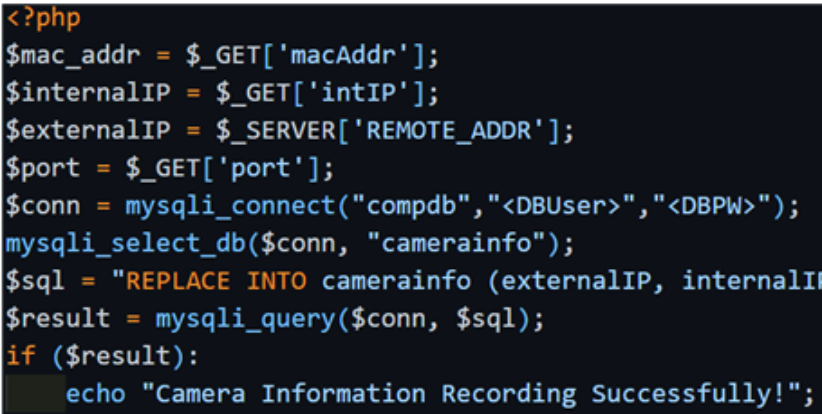 <?php
$mac_addr = $_GET['macAddr'];
$internalIP = $_GET['intIP'];
$externalIP = $_SERVER['REMOTE_ADDR'];
$port = $_GET['port'];
$conn = mysqli_connect("compdb","<DBUser>","<DBPW>");
mysqli_select_db($conn, "camerainfo");
$sql = "REPLACE INTO camerainfo (externalIP, internalIP
$result = mysqli_query($conn, $sql);
if ($result):
    echo "Camera Information Recording Successfully!";